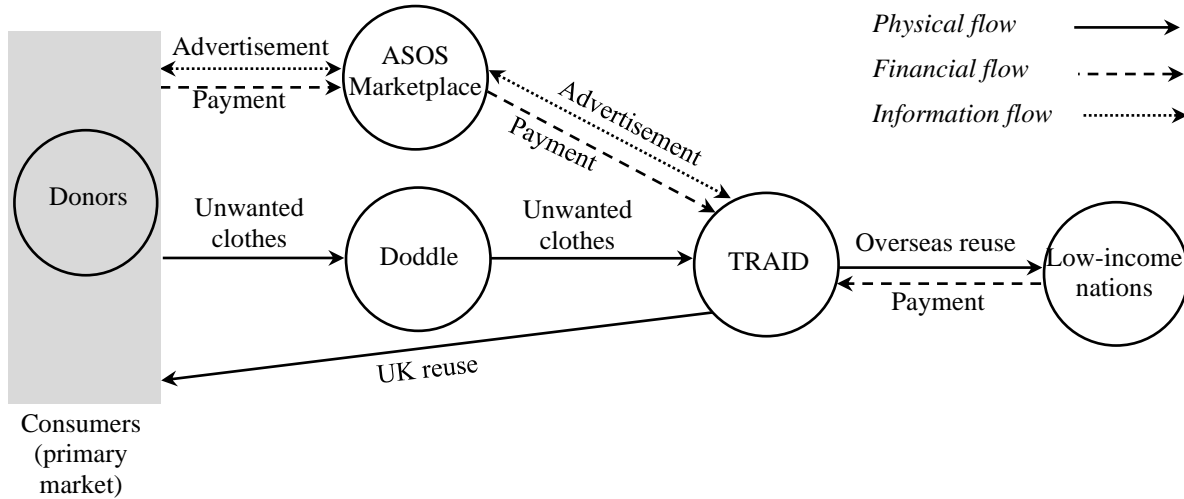 Physical flow
Financial flow
Information flow
Advertisement
Payment
ASOS
Marketplace
Advertisement
Payment
Donors
Unwanted
clothes
Doddle
Unwanted
clothes
TRAID
Overseas reuse
Payment
Low-income
nations
UK reuse
Consumers
(primary
market)